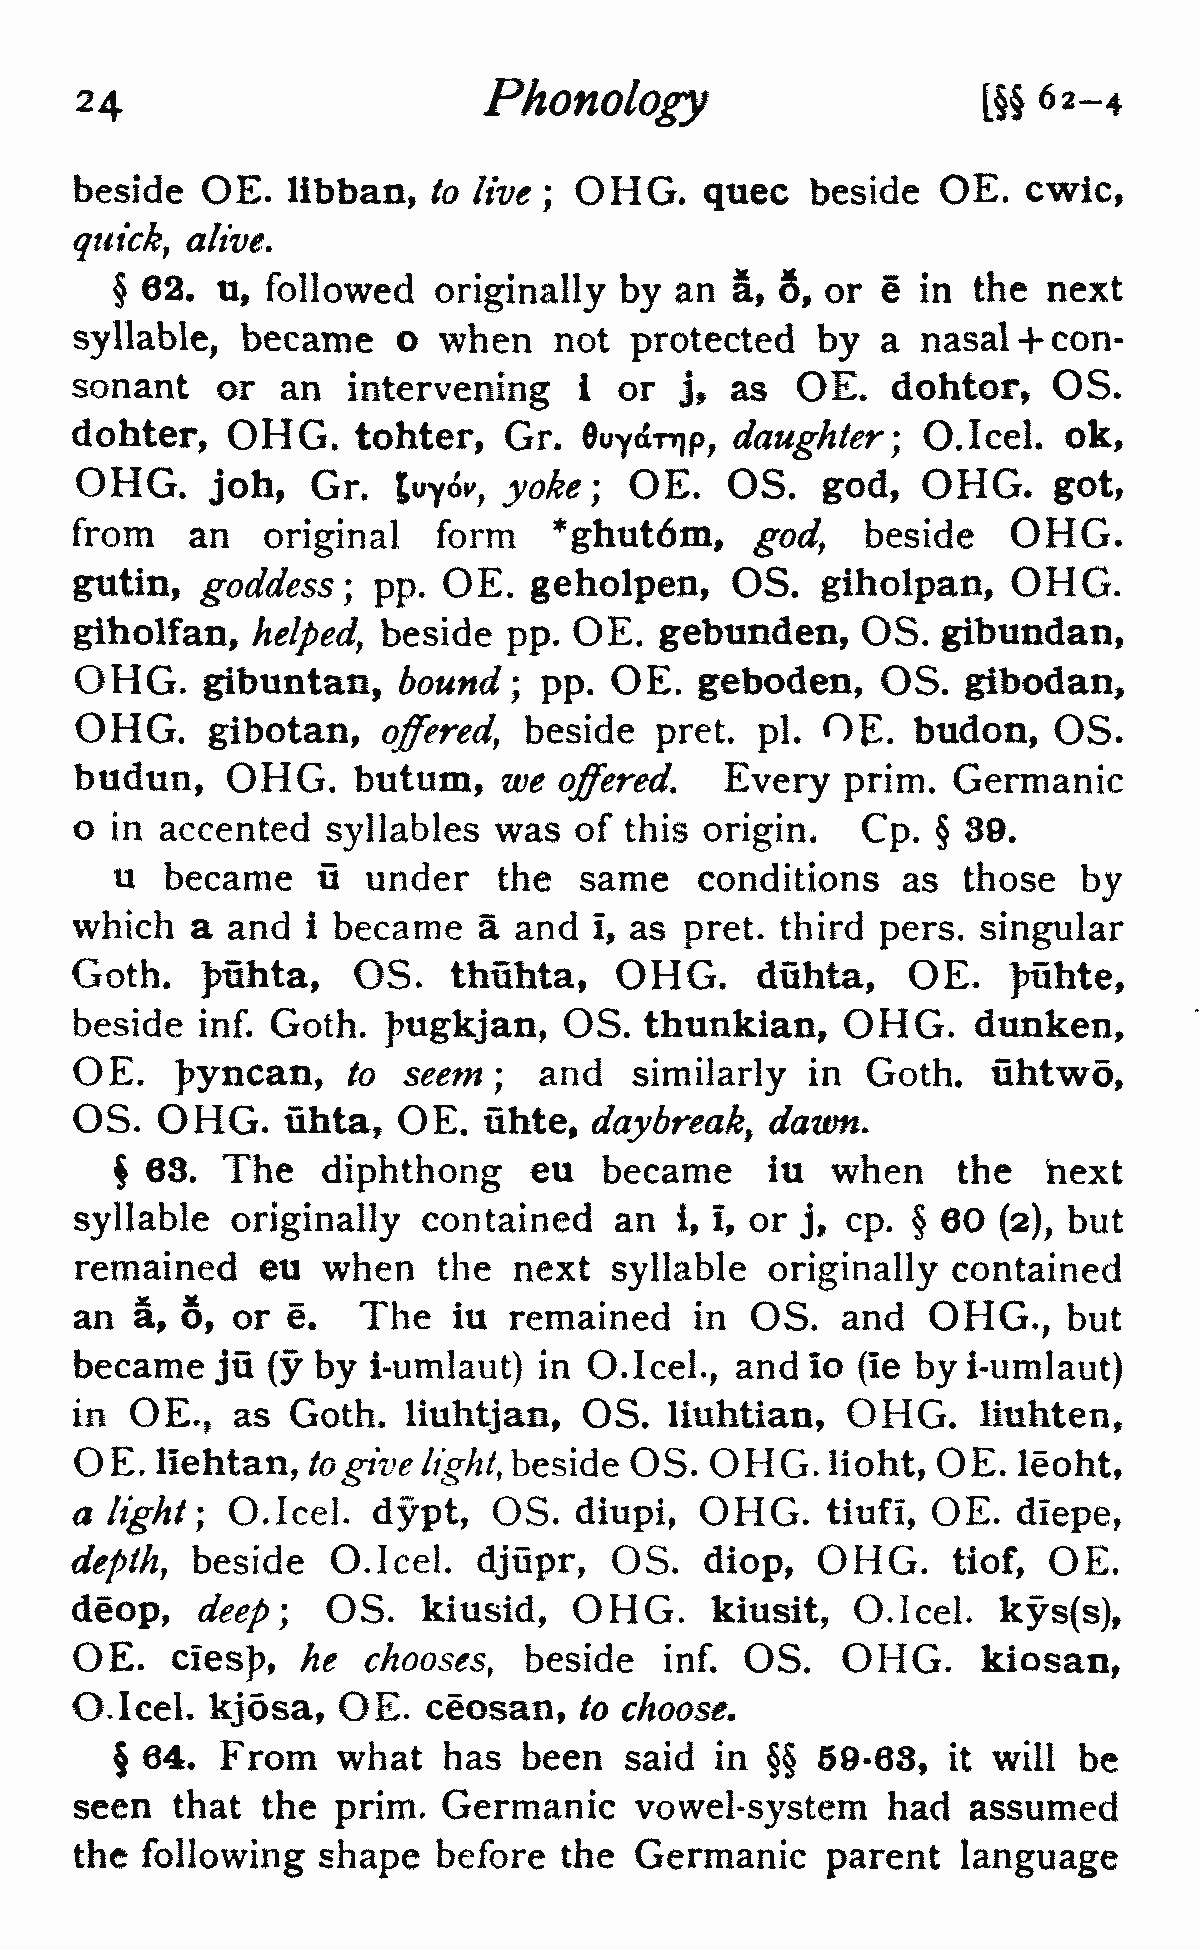 24 Phonology [§§ 62–4
beside OE. libban, to live; OHG. quec beside OE. cwic,
quick, alive.
§ 62. u, followed originally by an ā̆, ō̆, or ē in the next
syllable, became o when not protected by a nasal + con-
sonant or an intervening i or j, as OE. dohtor, OS.
dohter, OHG. tohter, Gr. θυγάτηρ, daughter; O.Icel. ok,
OHG. joh, Gr. ζυγόν, yoke; OE. OS. god, OHG. got,
from an original form *ghutóm, god, beside OHG.
gutin, goddess; pp. OE. geholpen, OS. giholpan, OHG.
giholfan, helped, beside pp. OE. gebunden, OS. gibundan,
OHG. gibuntan, bound; pp. OE. geboden, OS. gibodan,
OHG. gibotan, offered, beside pret. pl. OE. budon, OS.
budun, OHG. butum, we offered. Every prim. Germanic
o in accented syllables was of this origin. Cp. § 39.
u became ū under the same conditions as those by
which a and i became ā and ī, as pret. third pers. singular
Goth. þūhta, OS. thūhta, OHG. dūhta, OE. þūhte,
beside inf. Goth. þugkjan, OS. thunkian, OHG. dunken,
OE. þyncan, to seem; and similarly in Goth. ūhtwō,
OS. OHG. ūhta, OE. ūhte, daybreak, dawn.
§ 63. The diphthong eu became iu when the next
syllable originally contained an i, ī, or j, cp. § 60 (2), but
remained eu when the next syllable originally contained
an ā̆, ō̆, or ē. The iu remained in OS. and OHG., but
became jū (ȳ by i-umlaut) in O.Icel., and īo (īe by i-umlaut)
in OE., as Goth. liuhtjan, OS. liuhtian, OHG. liuhten,
OE. līehtan, to give light, beside OS. OHG. lioht, OE. lēoht,
a light; O.Icel. dȳpt, OS. diupi, OHG. tiufī, OE. dīepe,
depth, beside O.Icel. djūpr, OS. diop, OHG. tiof, OE.
dēop, deep; OS. kiusid, OHG. kiusit, O.Icel. kȳs(s),
OE. cīesþ, he chooses, beside inf. OS. OHG. kiosan,
O.Icel. kjōsa, OE. cēosan, to choose.
§ 64. From what has been said in §§ 59-63, it will be
seen that the prim. Germanic vowel-system had assumed
the following shape before the Germanic parent language